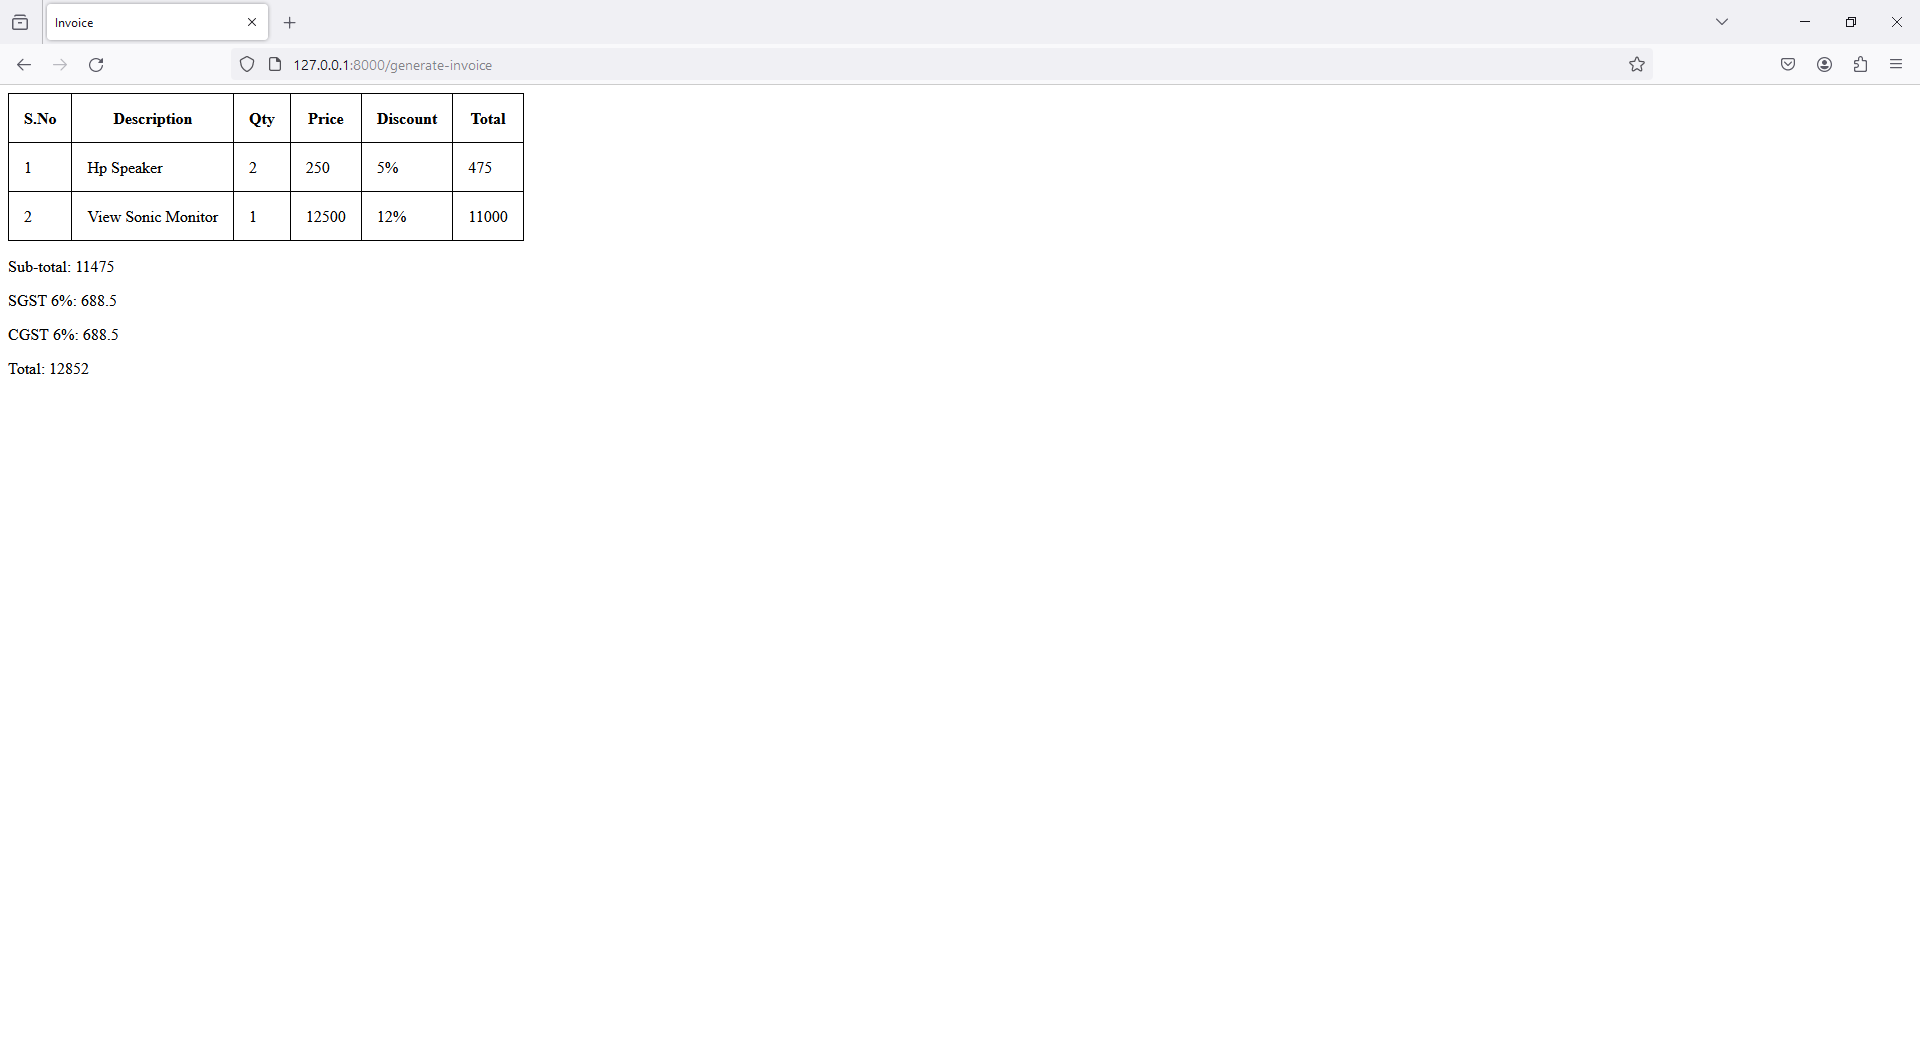 Invoice
127.0.0.1:8000/generate-invoice
S.No Description Qty Price Discount Total
1 Hp Speaker 2 250 5% 475
2 View Sonic Monitor 1 12500 12% 11000
Sub-total: 11475
SGST 6%: 688.5
CGST 6%: 688.5
Total: 12852